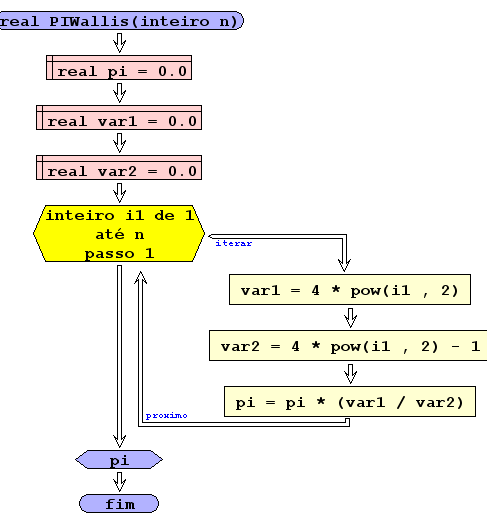 real PIWallis(inteiro n)
real pi = 0.0
real var1 = 0.0
real var2 = 0.0
inteiro i1 de 1
até n
passo 1
iterar
var1 = 4 * pow(i1 , 2)
var2 = 4 * pow(i1 , 2) - 1
pi = pi * (var1 / var2)
proximo
pi
fim